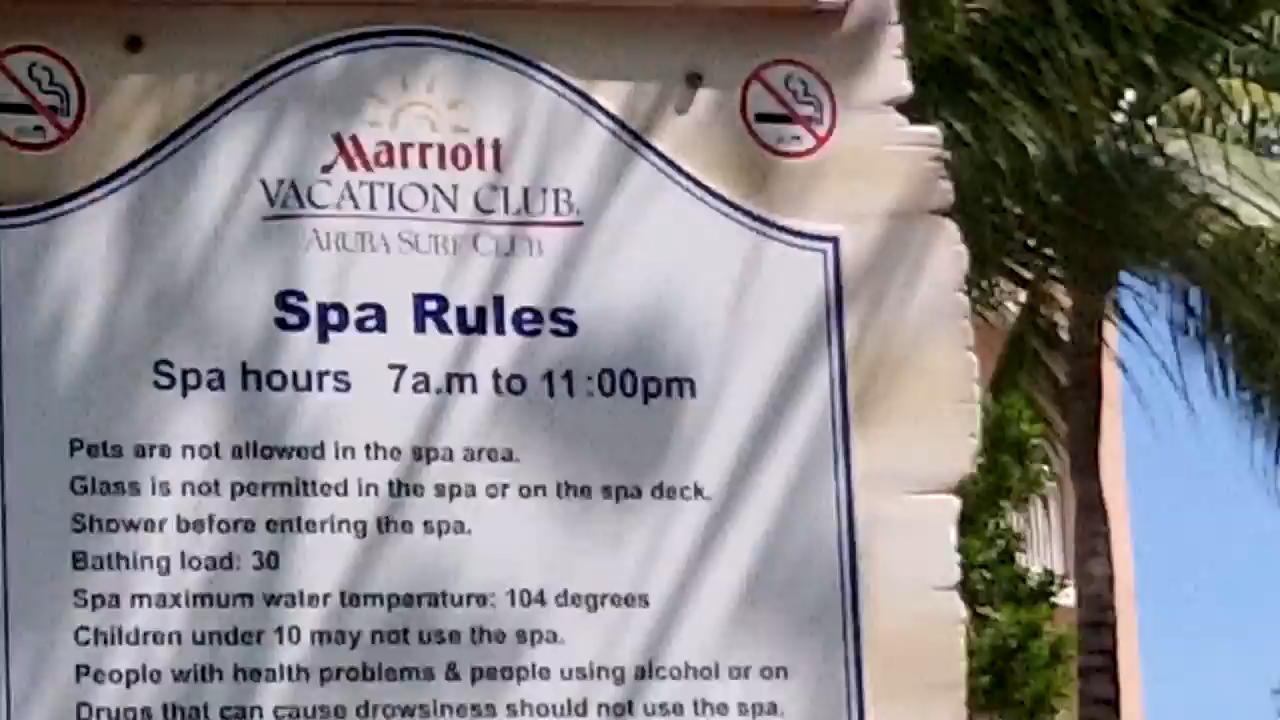 Marriott
VACATION CLUB.
ARUBA SURF CLUB
Spa Rules
Spa hours 7a.m to 11:00pm
Pets are not allowed in the spa area.
Glass is not permitted in the spa or on the spa deck.
Shower before entering the spa.
Bathing load: 30
Spa maximum water temperature: 104 degrees
Children under 10 may not use the spa.
People with health problems & people using alcohol or on
Drugs that can cause drowsiness should not use the spa.